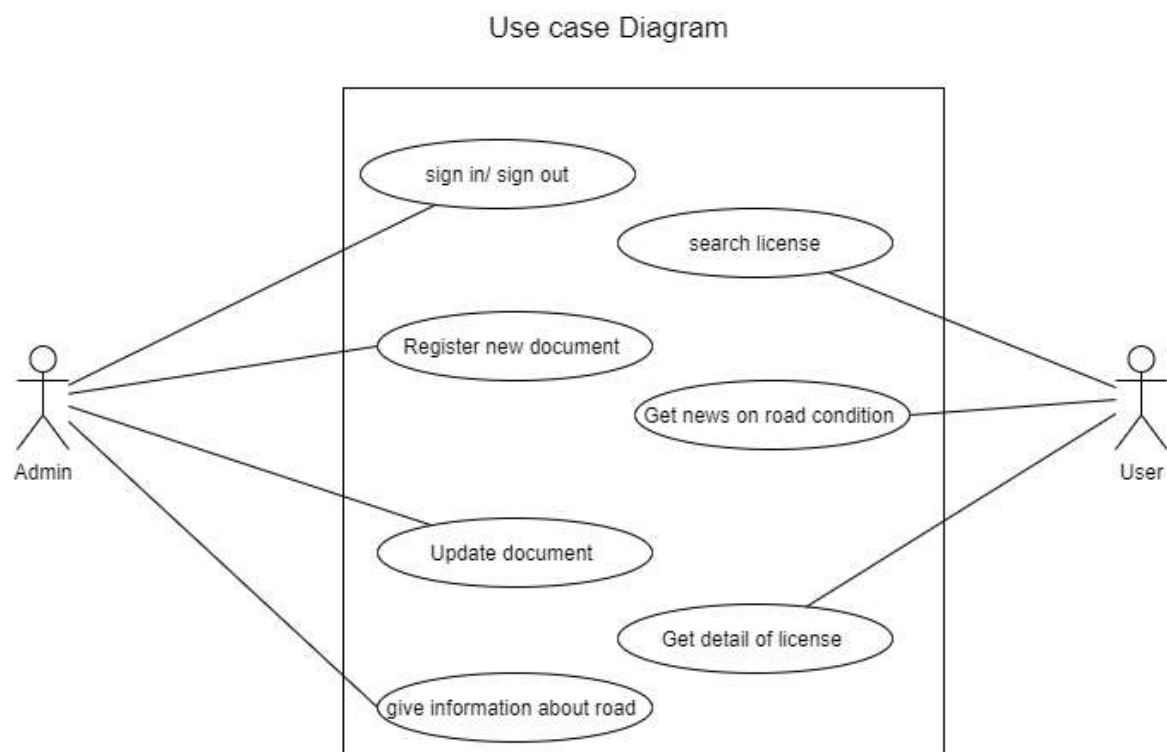 Use case Diagram
sign in/ sign out
search license
Register new document
Get news on road condition
Admin
User
Update document
Get detail of license
give information about road